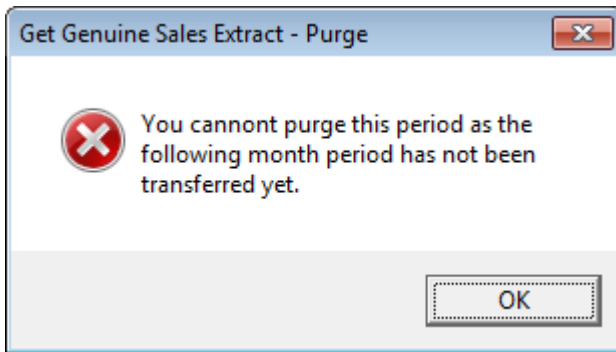 Get Genuine Sales Extract - Purge
You cannont purge this period as the
following month period has not been
transferred yet.
OK